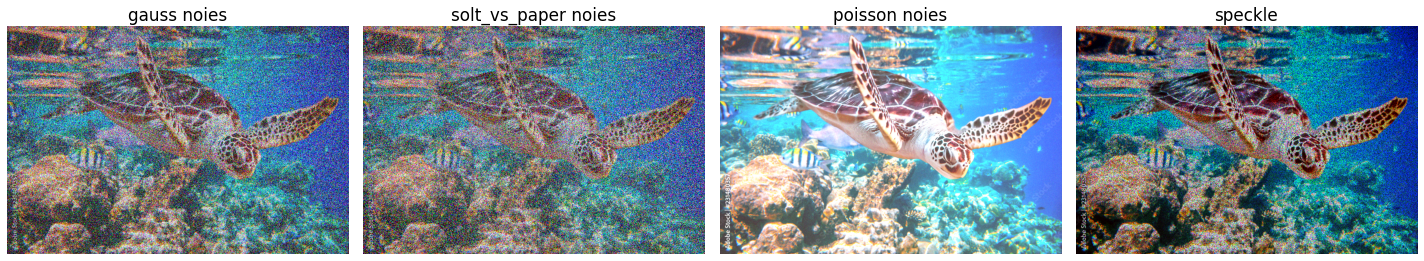 gauss noies
solt_vs_paper noies
poisson noies
speckle